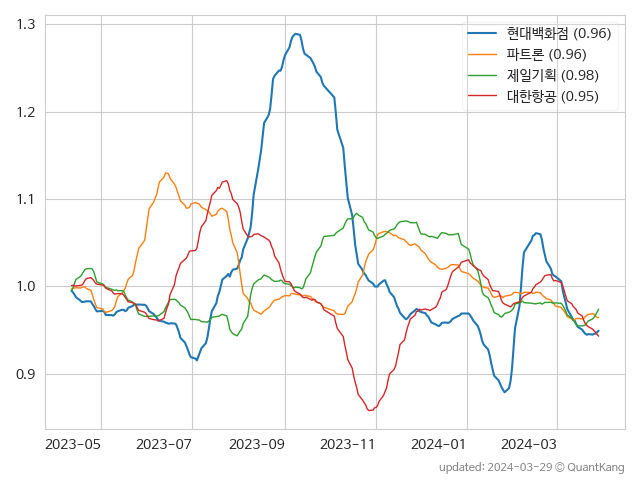 1.3
1.2
1.1
1.0
0.9
현대백화점 (0.96)
파트론 (0.96)
제일기획 (0.98)
대한항공 (0.95)
2023-05 2023-07 2023-09 2023-11 2024-01 2024-03
updated: 2024-03-29 © QuantKang